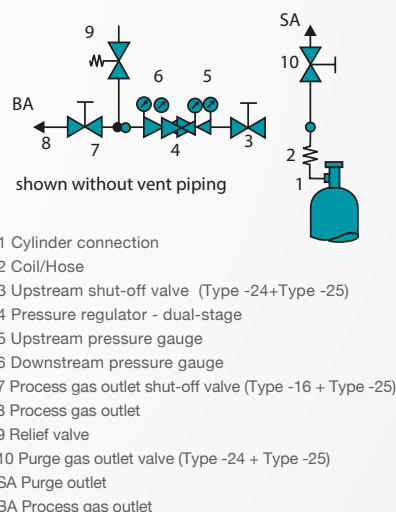 SA
9
10
6
5
BA
2
8
7
4
3
1
shown without vent piping
1 Cylinder connection
2 Coil/Hose
3 Upstream shut-off valve (Type -24+Type -25)
4 Pressure regulator - dual-stage
5 Upstream pressure gauge
6 Downstream pressure gauge
7 Process gas outlet shut-off valve (Type -16 + Type -25)
8 Process gas outlet
9 Relief valve
10 Purge gas outlet valve (Type -24 + Type -25)
SA Purge outlet
BA Process gas outlet